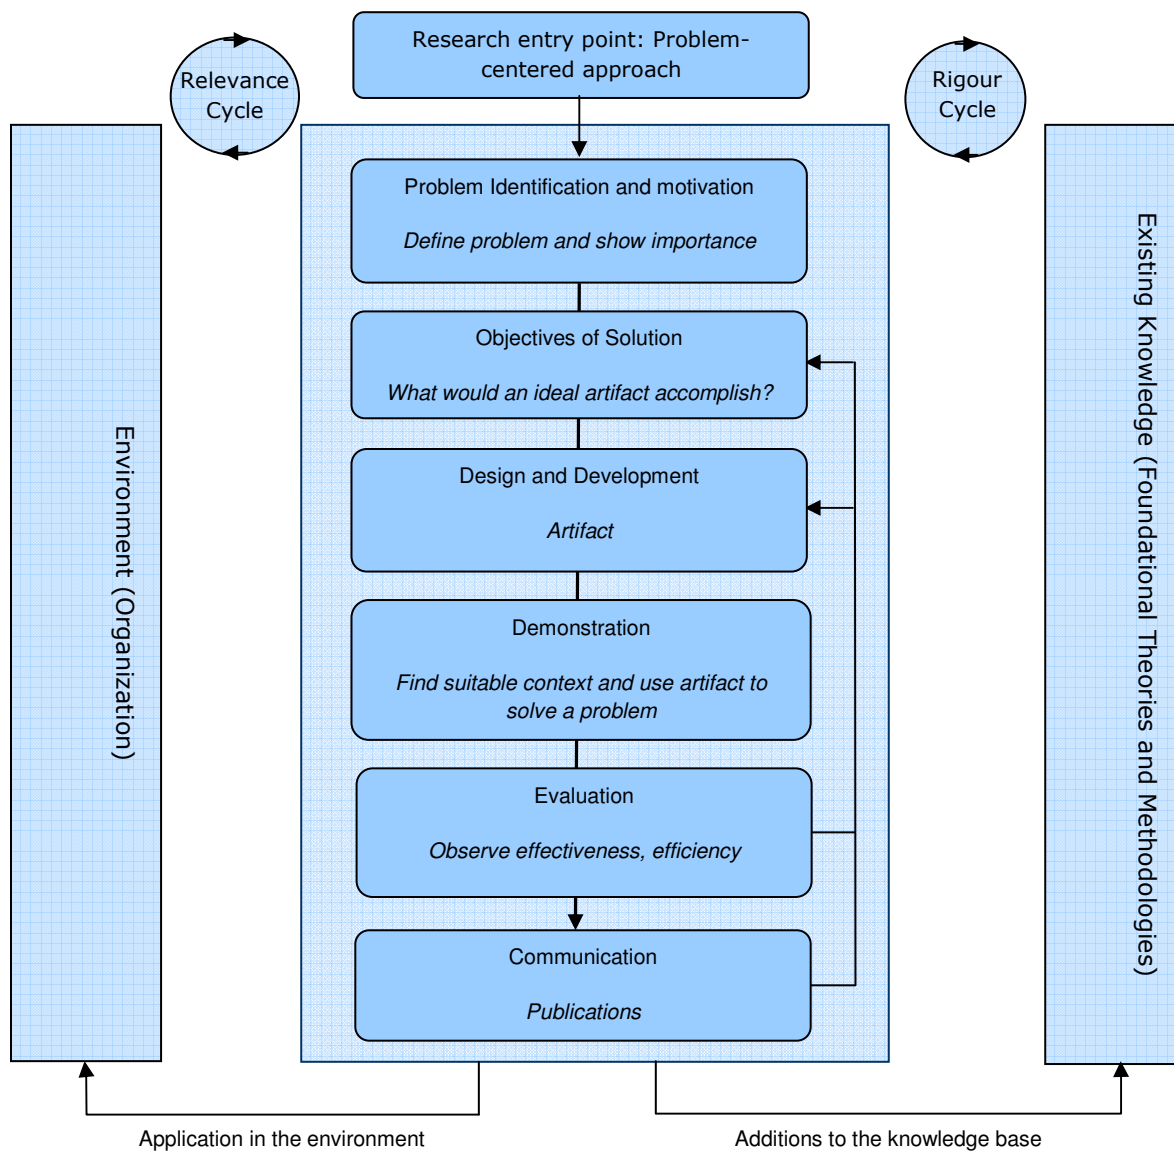 Research entry point: Problem-
centered approach
Relevance
Cycle
Rigour
Cycle
Problem Identification and motivation
Define problem and show importance
Objectives of Solution
What would an ideal artifact accomplish?
Design and Development
Artifact
Demonstration
Find suitable context and use artifact to
solve a problem
Evaluation
Observe effectiveness, efficiency
Communication
Publications
Environment (Organization)
Existing Knowledge (Foundational Theories and Methodologies)
Application in the environment
Additions to the knowledge base